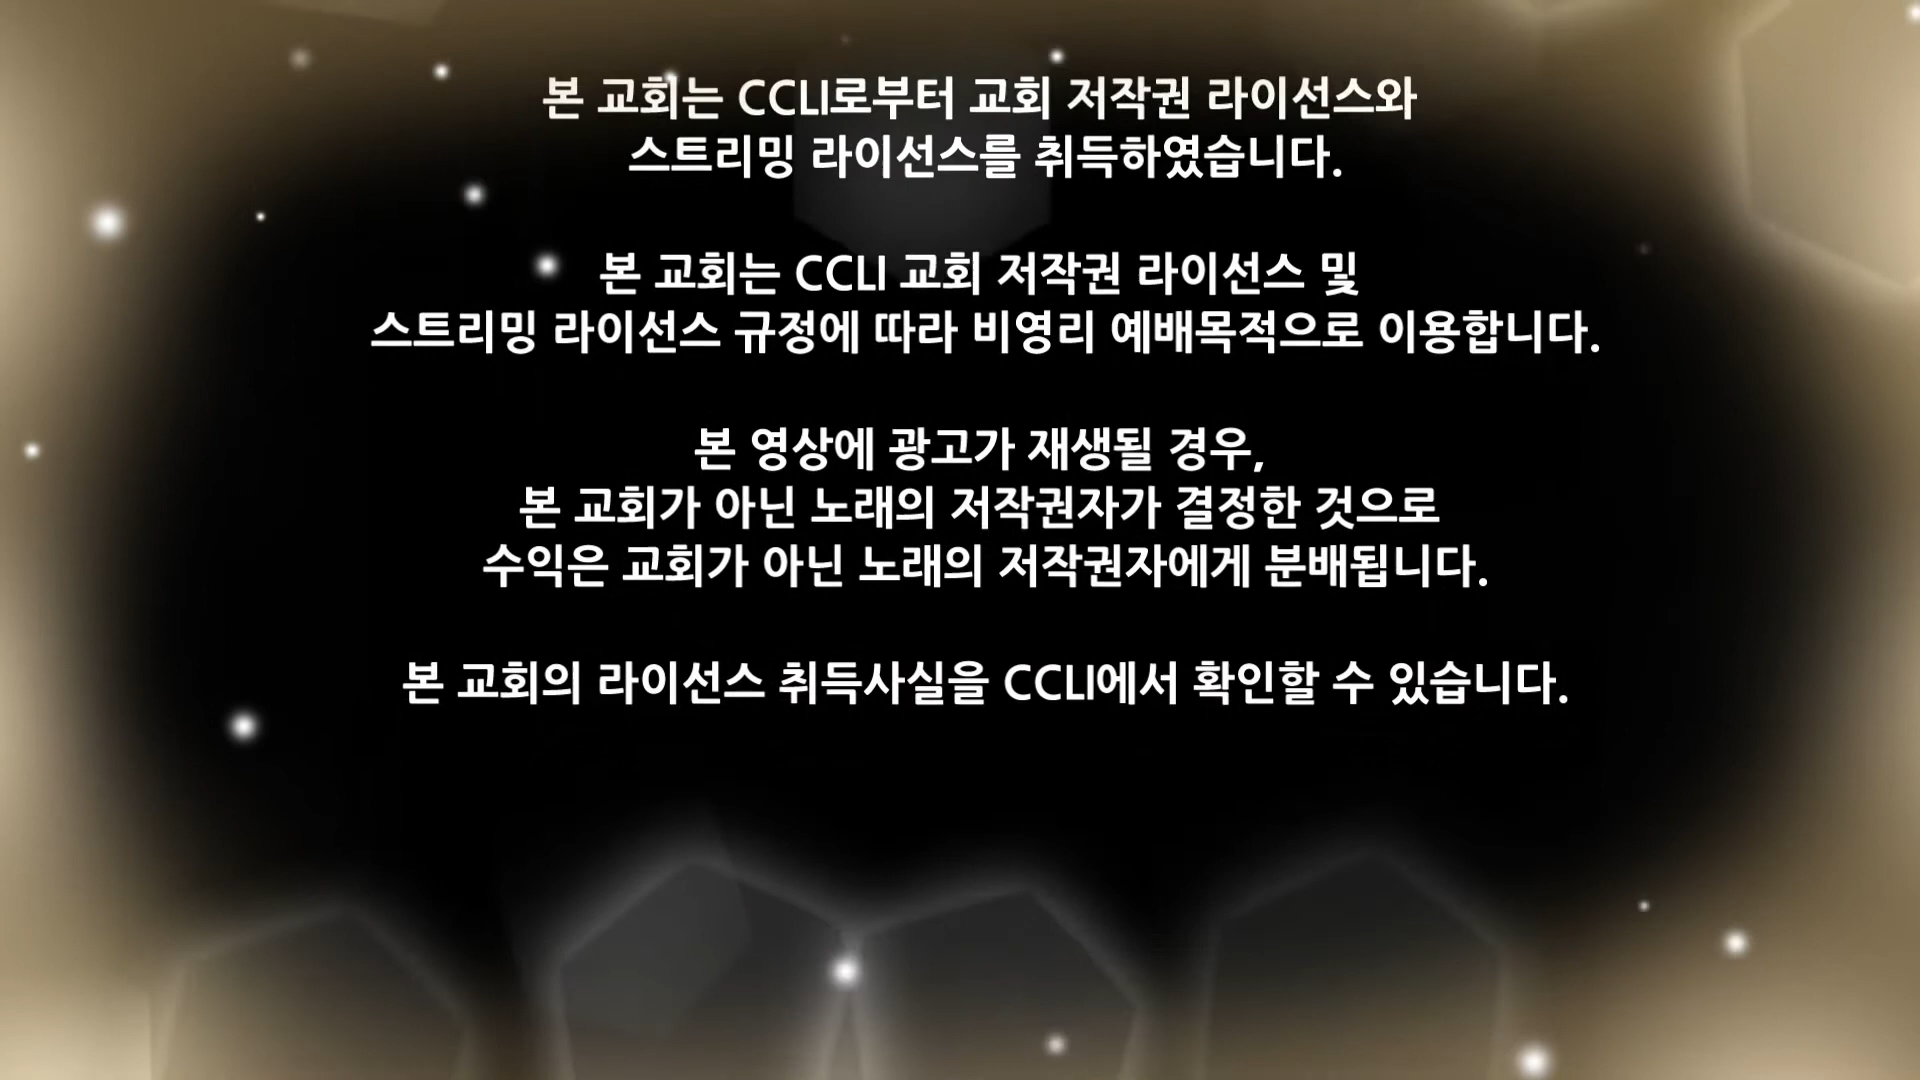 본 교회는 CCLI로부터 교회 저작권 라이선스와
스트리밍 라이선스를 취득하였습니다.
본 교회는 CCLI 교회 저작권 라이선스 및
스트리밍 라이선스 규정에 따라 비영리 예배목적으로 이용합니다.
본 영상에 광고가 재생될 경우,
본 교회가 아닌 노래의 저작권자가 결정한 것으로
수익은 교회가 아닌 노래의 저작권자에게 분배됩니다.
본 교회의 라이선스 취득사실을 CCLI에서 확인할 수 있습니다.